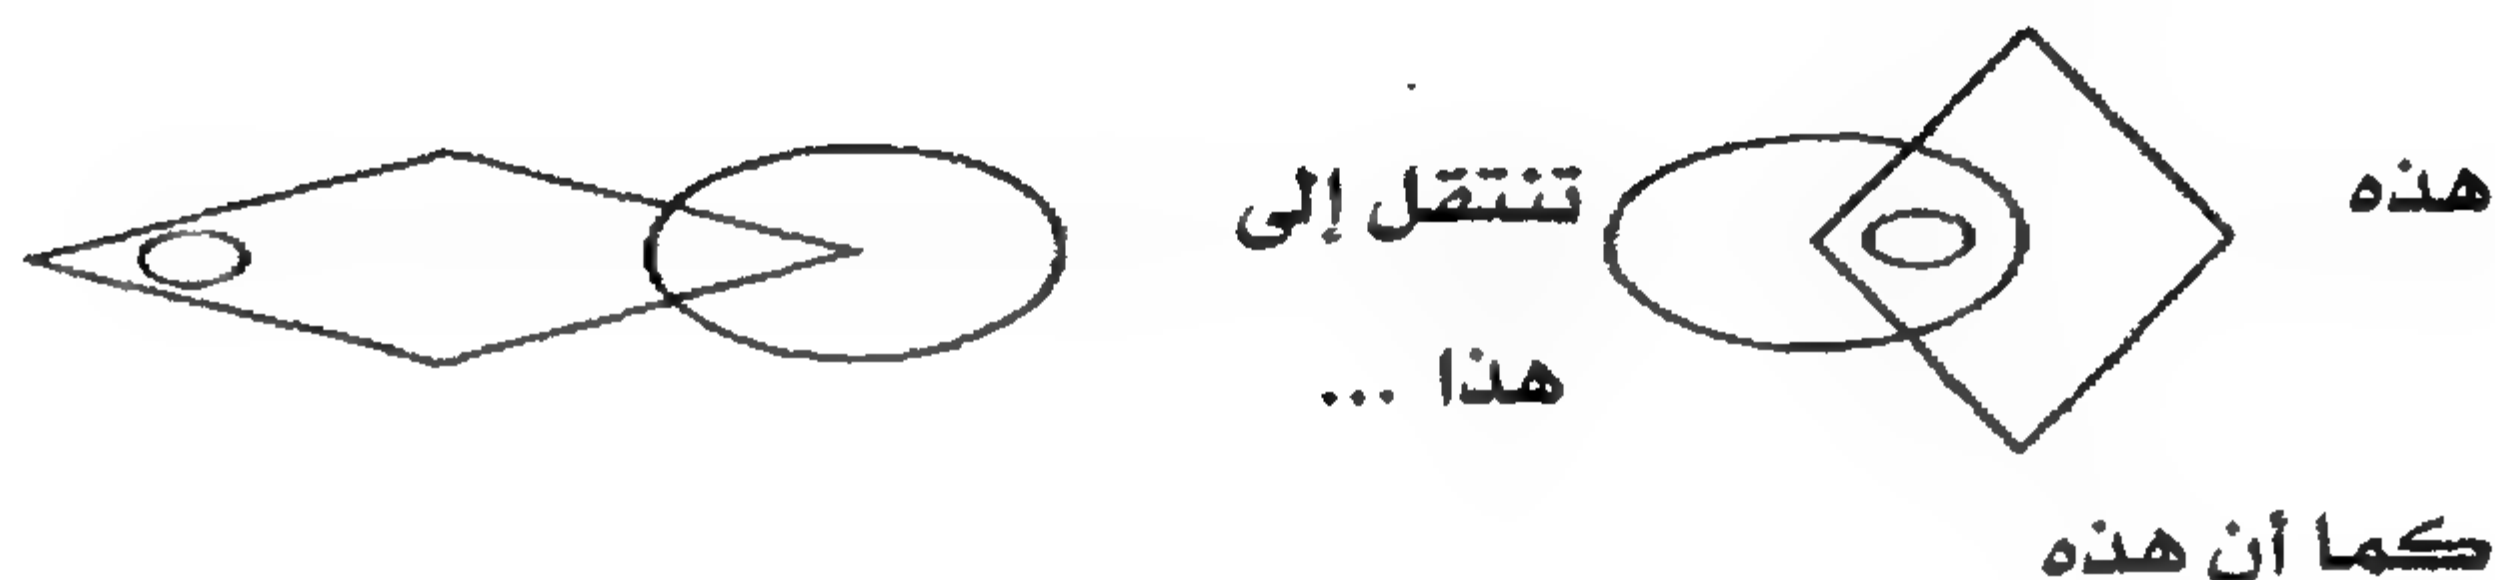 هذه
تنتقل إلى
هذا ...
كما أن هذه